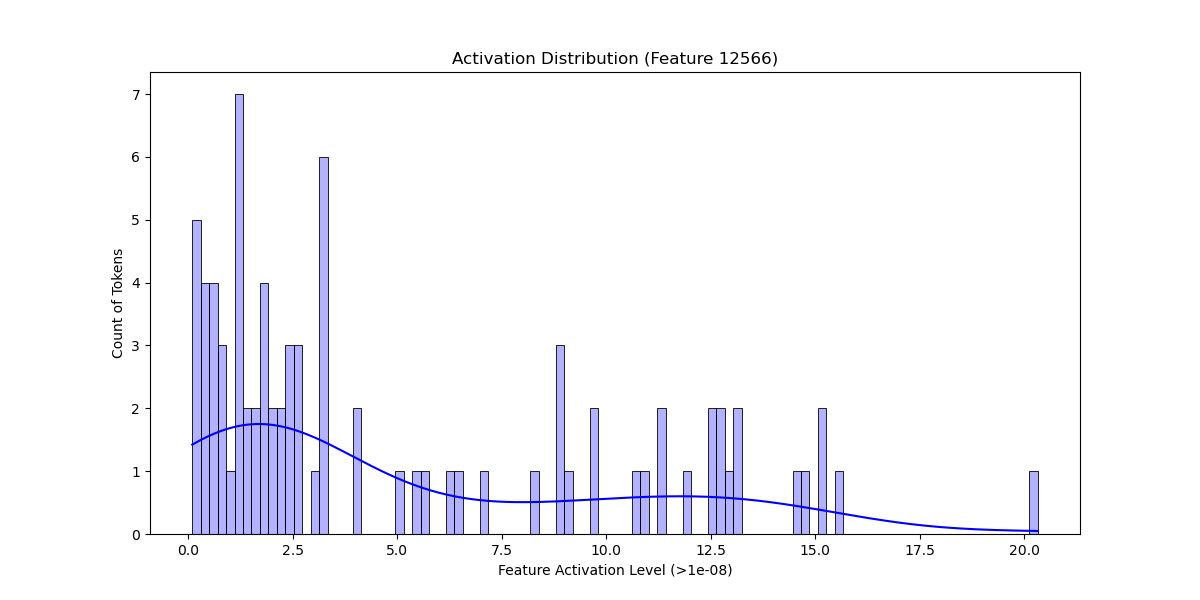 Activation Distribution (Feature 12566)
7
6
5
4
3
2
1
0
Count of Tokens
0.0 2.5 5.0 7.5 10.0 12.5 15.0 17.5 20.0
Feature Activation Level (>1e-08)